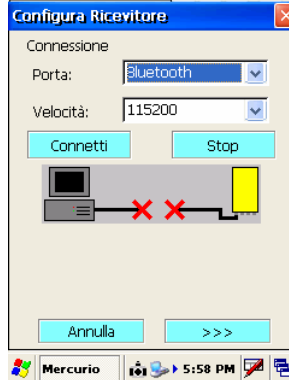 Configura Ricevitore
Connessione
Porta: Bluetooth
Velocità: 115200
Connetti Stop
Annulla >>>
Mercurio 5:58 PM